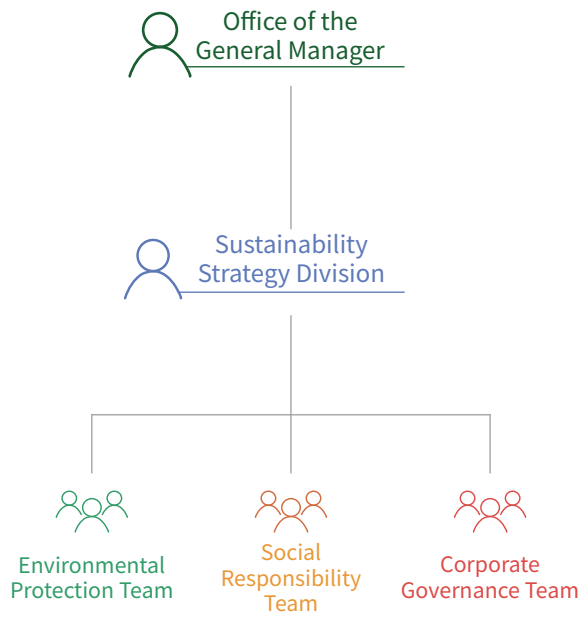 Office of the
General Manager
Sustainability
Strategy Division
Environmental
Protection Team
Social
Responsibility
Team
Corporate
Governance Team